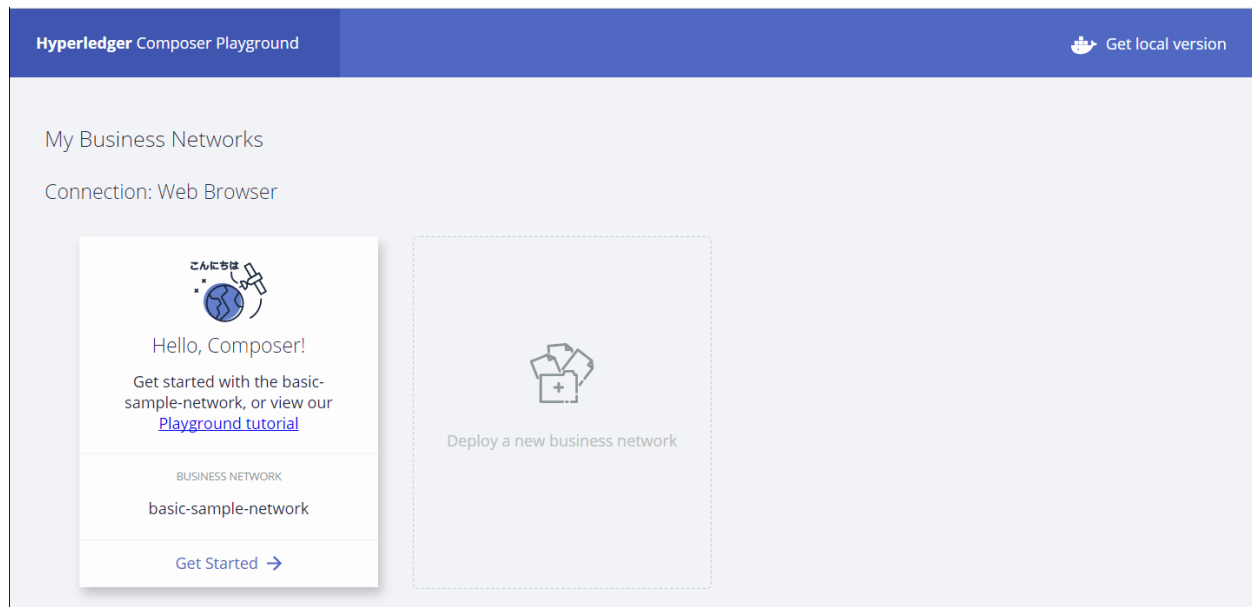 Hyperledger Composer Playground
Get local version
My Business Networks
Connection: Web Browser
こんにちは
Hello, Composer!
Get started with the basic-
sample-network, or view our
Playground tutorial
BUSINESS NETWORK
basic-sample-network
Get Started
Deploy a new business network